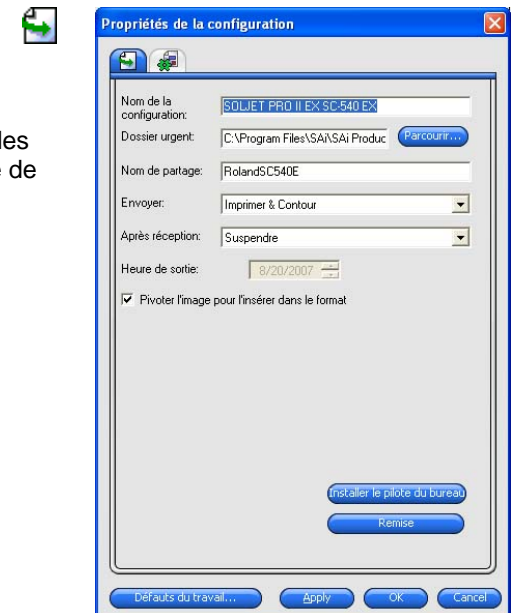 Propriétés de la configuration
les
e de
Nom de la
configuration:
SOLJET PRO II EX SC-540 EX
Dossier urgent:
C:\Program Files\SAi\SAi Produc
Parcourir...
Nom de partage:
RolandSC540E
Envoyer:
Imprimer & Contour
Après réception:
Suspendre
Heure de sortie:
8/20/2007
Pivoter l'image pour l'insérer dans le format
Installer le pilote du bureau
Remise
Défauts du travail...
Apply
OK
Cancel